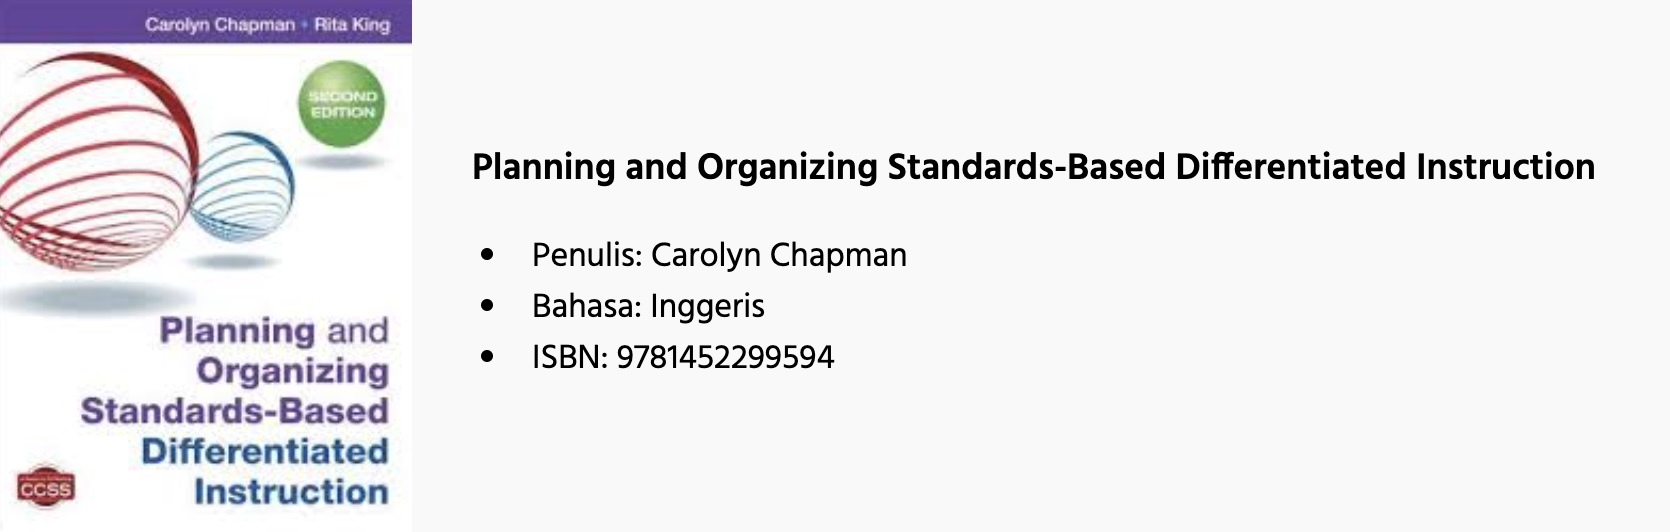 Carolyn Chapman • Rita King
SECOND
EDITION
Planning and
Organizing
Standards-Based
Differentiated
Instruction
CCSS
Planning and Organizing Standards-Based Differentiated Instruction
• Penulis: Carolyn Chapman
• Bahasa: Inggeris
• ISBN: 9781452299594